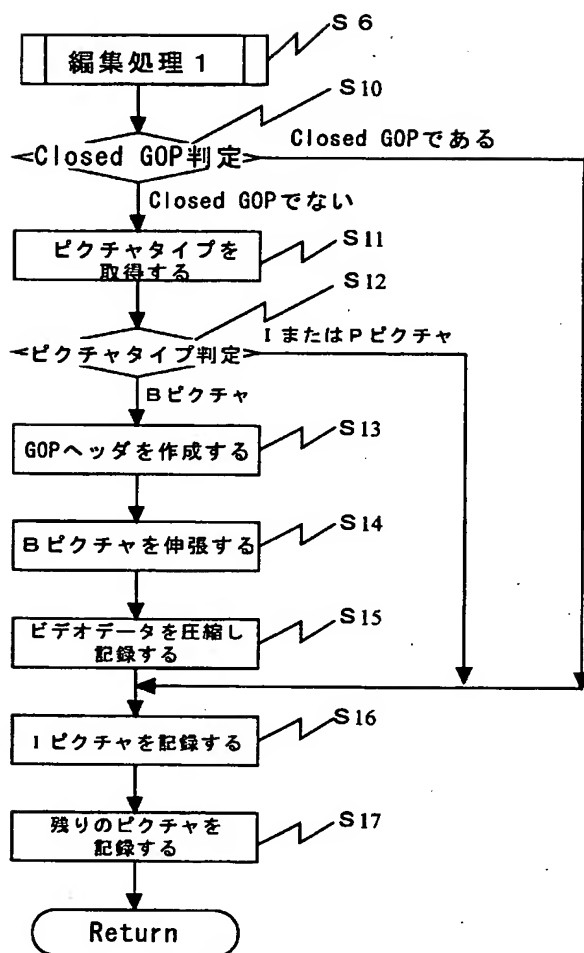 編集処理1
S6
S10
Closed GOP判定
Closed GOPである
Closed GOPでない
ピクチャタイプを
取得する
S11
S12
ピクチャタイプ判定
IまたはPピクチャ
Bピクチャ
GOPヘッダを作成する
S13
Bピクチャを伸張する
S14
ビデオデータを圧縮し
記録する
S15
Iピクチャを記録する
S16
残りのピクチャを
記録する
S17
Return